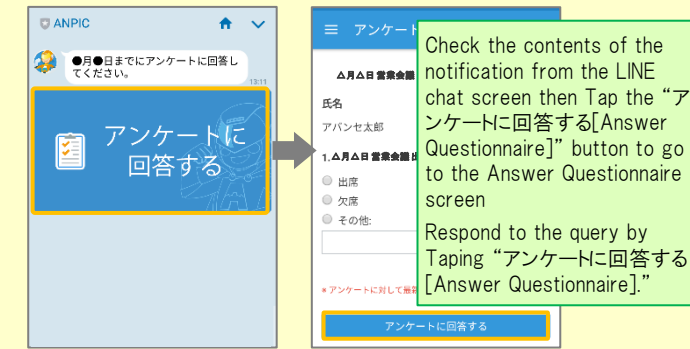 ANPIC
●月●日までにアンケートに回答し
てください。
13:11
アンケートに
回答する
アンケート
△月△日 営業会議
氏名
アバンセ太郎
1.△月△日 営業会議 出
出席
欠席
その他:
* アンケートに対して最新
アンケートに回答する
Check the contents of the
notification from the LINE
chat screen then Tap the “ア
ンケートに回答する[Answer
Questionnaire]” button to go
to the Answer Questionnaire
screen
Respond to the query by
Taping “アンケートに回答する
[Answer Questionnaire].”